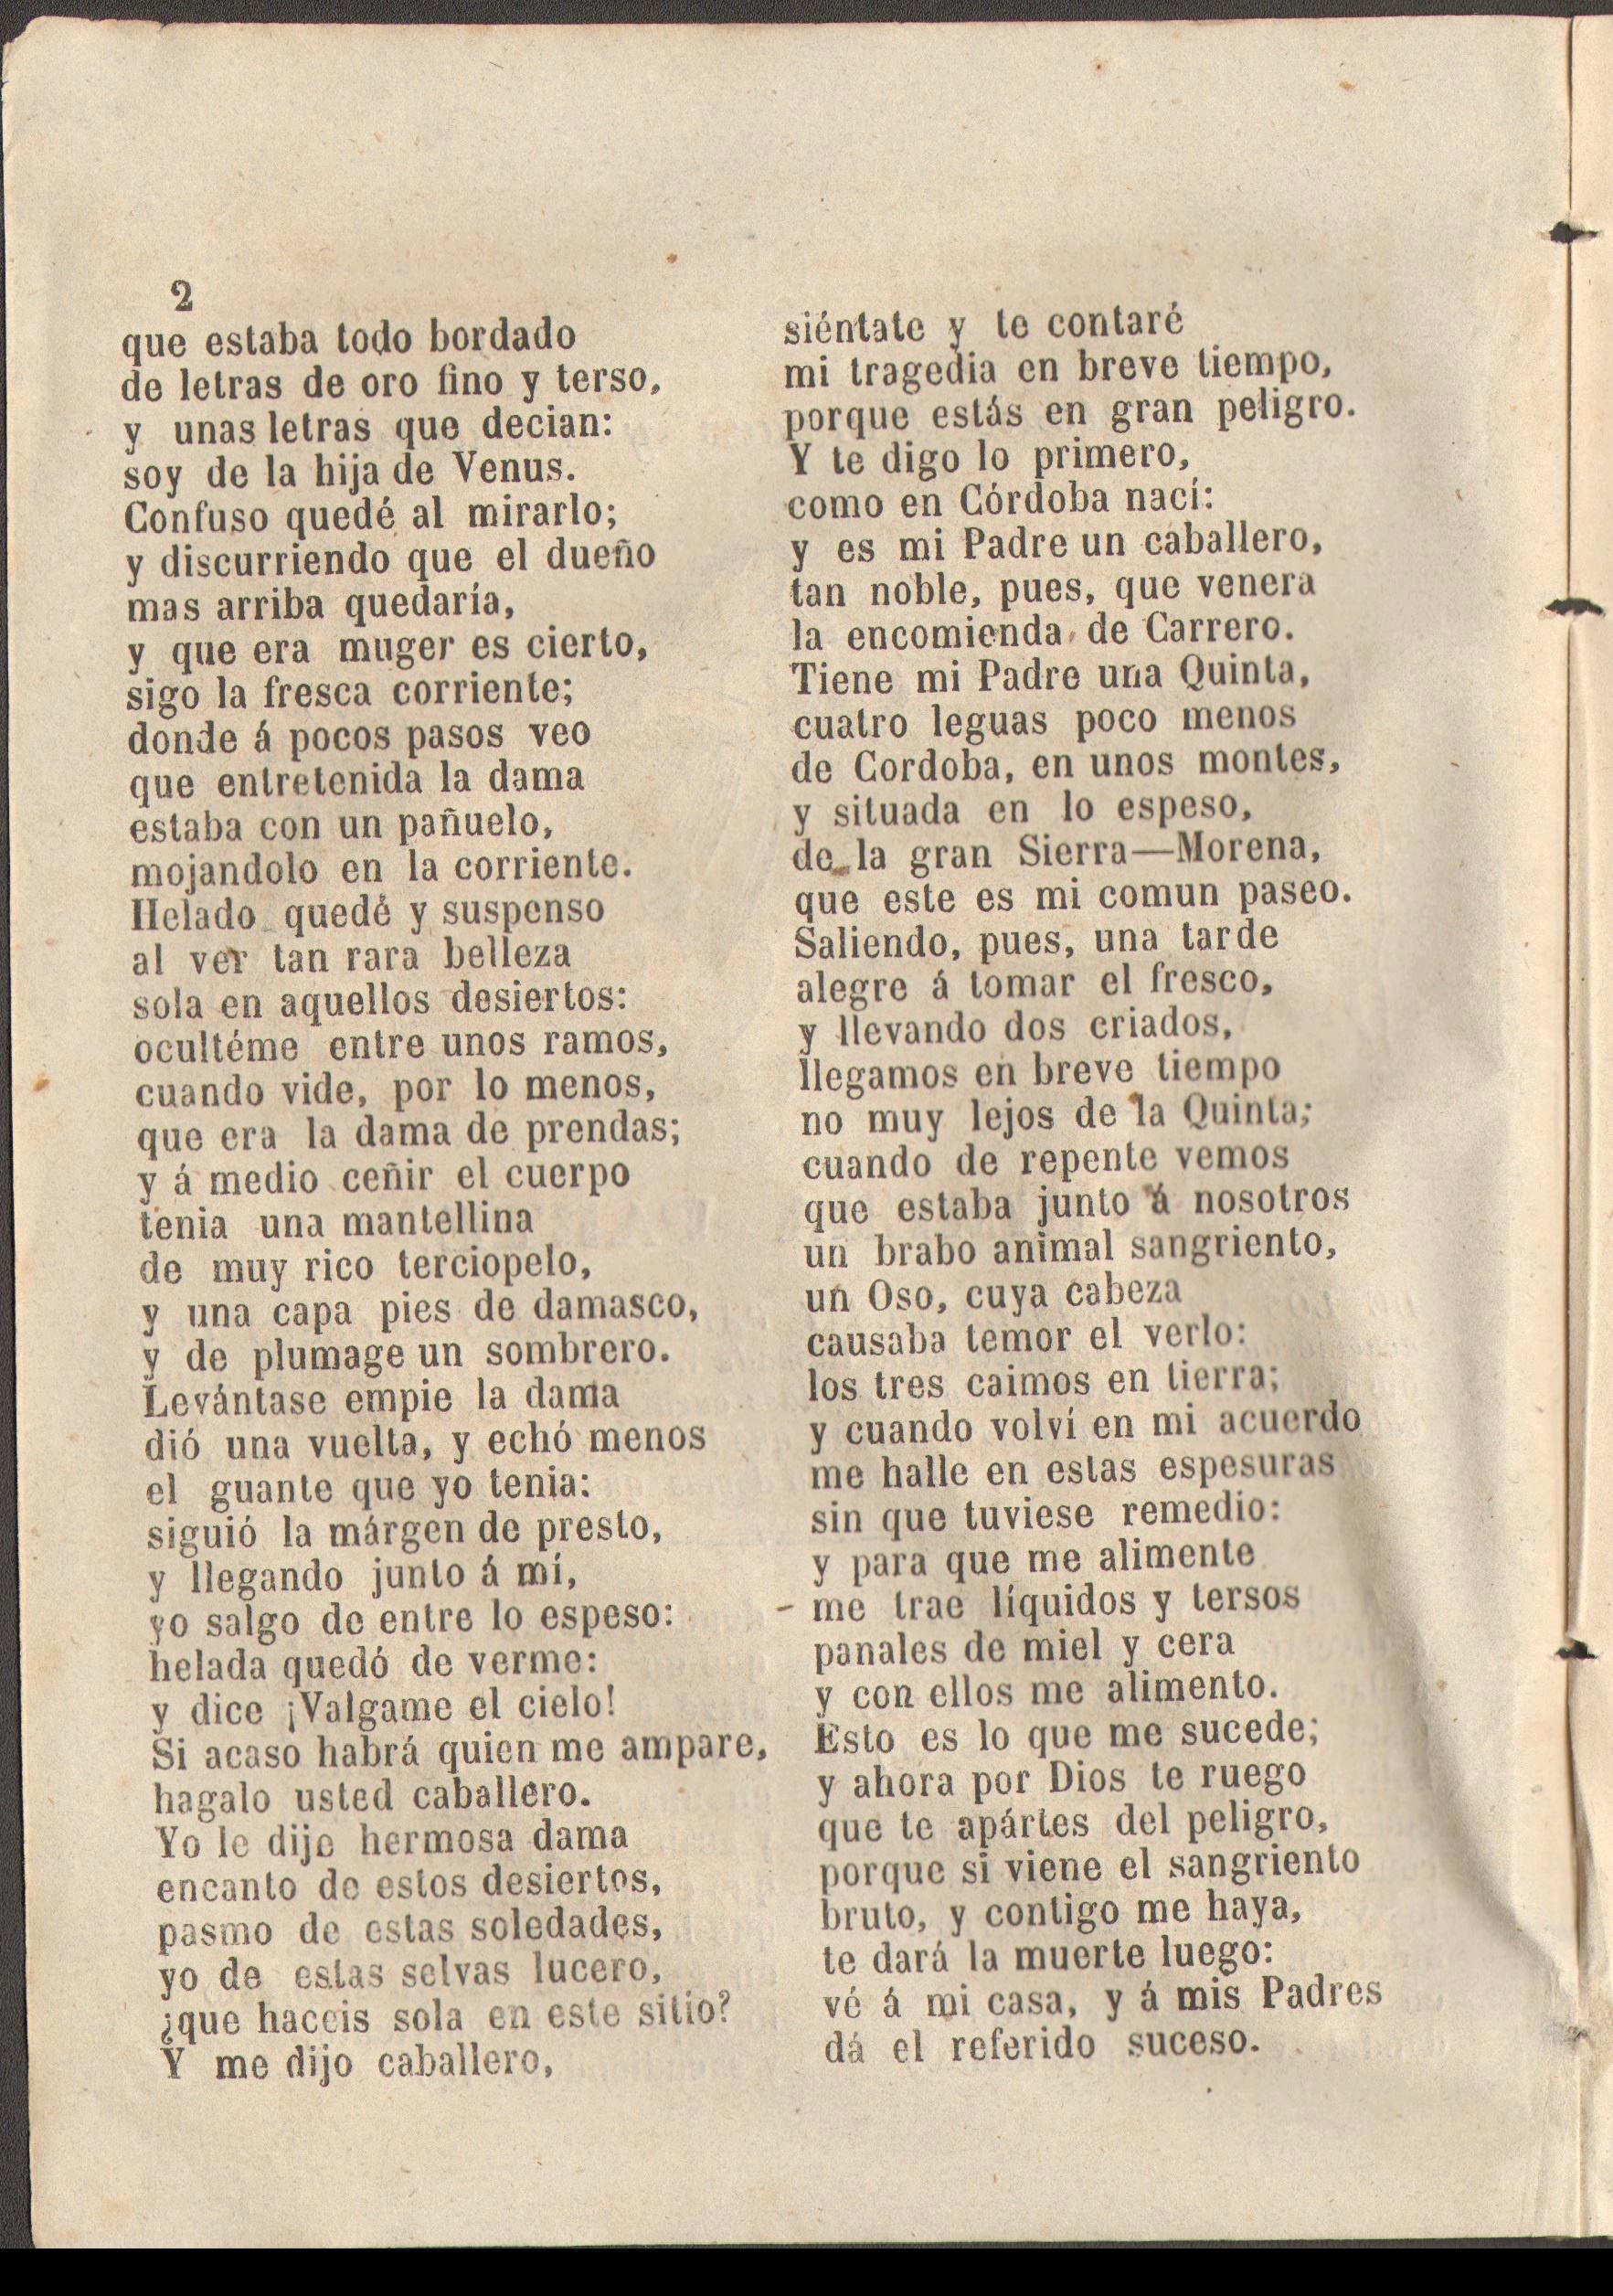 2
que estaba todo bordado
de letras de oro fino y terso,
y unas letras que decian:
soy de la hija de Venus.
Confuso quedé al mirarlo;
y discurriendo que el dueño
mas arriba quedaría,
y que era muger es cierto,
sigo la fresca corriente;
donde á pocos pasos veo
que entretenida la dama
estaba con un pañuelo,
mojandolo en la corriente.
Helado quedé y suspenso
al ver tan rara belleza
sola en aquellos desiertos:
ocultéme entre unos ramos,
cuando vide, por lo menos,
que era la dama de prendas;
y á medio ceñir el cuerpo
tenia una mantellina
de muy rico terciopelo,
y una capa pies de damasco,
y de plumage un sombrero.
Levántase empie la dama
dió una vuelta, y echó menos
el guante que yo tenia:
siguió la márgen de presto,
y llegando junto á mí,
yo salgo de entre lo espeso:
helada quedó de verme:
y dice ¡Valgame el cielo!
Si acaso habrá quien me ampare,
hagalo usted caballero.
Yo le dije hermosa dama
encanto de estos desiertos,
pasmo de estas soledades,
yo de estas selvas lucero,
¿que haceis sola en este sitio?
Y me dijo caballero,
siéntate y te contaré
mi tragedia en breve tiempo,
porque estás en gran peligro.
Y te digo lo primero,
como en Córdoba nací:
y es mi Padre un caballero,
tan noble, pues, que venera
la encomienda de Carrero.
Tiene mi Padre una Quinta,
cuatro leguas poco menos
de Cordoba, en unos montes,
y situada en lo espeso,
de la gran Sierra—Morena,
que este es mi comun paseo.
Saliendo, pues, una tarde
alegre á tomar el fresco,
y llevando dos criados,
llegamos en breve tiempo
no muy lejos de la Quinta;
cuando de repente vemos
que estaba junto á nosotros
un brabo animal sangriento,
un Oso, cuya cabeza
causaba temor el verlo:
los tres caimos en tierra;
y cuando volví en mi acuerdo
me halle en estas espesuras
sin que tuviese remedio:
y para que me alimente
me trae líquidos y tersos
panales de miel y cera
y con ellos me alimento.
Esto es lo que me sucede;
y ahora por Dios te ruego
que te apártes del peligro,
porque si viene el sangriento
bruto, y contigo me haya,
te dará la muerte luego:
vé á mi casa, y á mis Padres
dá el referido suceso.